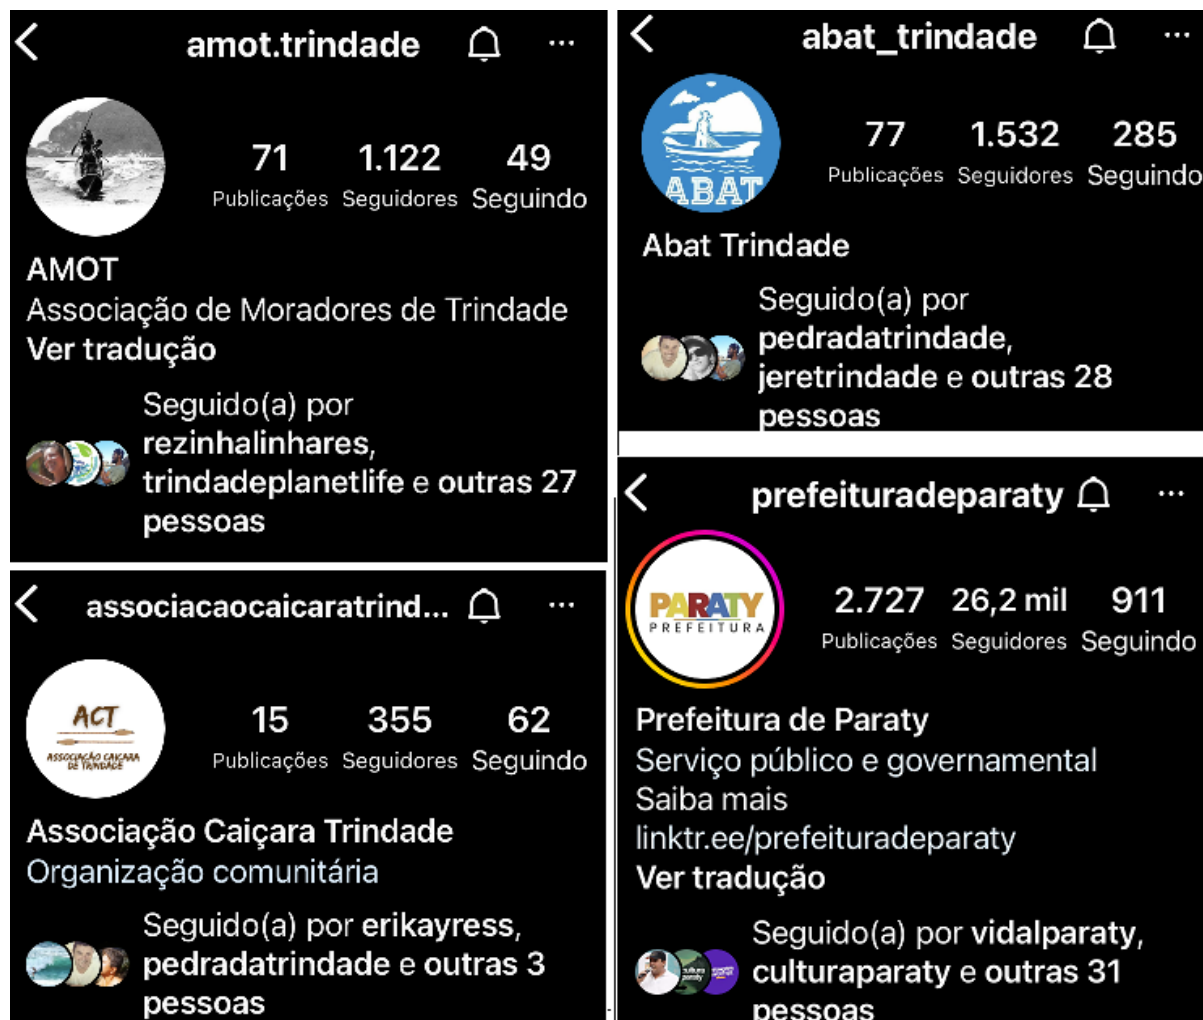 amot.trindade
71 1.122 49
Publicações Seguidores Seguindo
AMOT
Associação de Moradores de Trindade
Ver tradução
Seguido(a) por
rezinhalinhares,
trindadeplanetlife e outras 27
pessoas
abat_trindade
ABAT
77 1.532 285
Publicações Seguidores Seguindo
Abat Trindade
Seguido(a) por
pedradatrindade,
jeretrindade e outras 28
pessoas
associacaocaicaratrind...
ACT
ASSOCIAÇÃO CAIÇARA
DE TRINDADE
15 355 62
Publicações Seguidores Seguindo
Associação Caiçara Trindade
Organização comunitária
Seguido(a) por erikayress,
pedradatrindade e outras 3
pessoas
prefeituradeparaty
PARATY
PREFEITURA
2.727 26,2 mil 911
Publicações Seguidores Seguindo
Prefeitura de Paraty
Serviço público e governamental
Saiba mais
linktr.ee/prefeituradeparaty
Ver tradução
Seguido(a) por vidalparaty,
culturaparaty e outras 31
pessoas